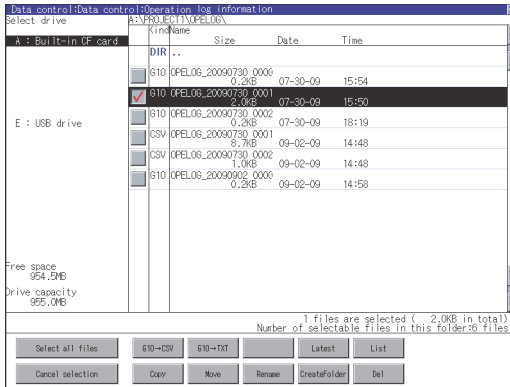 Data control:Data control:Operation log information
Select drive
A:\PROJECT1\OPELOG\
Kind Name
Size Date Time
A : Built-in CF card
DIR ..
G10 OPELOG_20090730_0000
0.2KB 07-30-09 15:54
G10 OPELOG_20090730_0001
2.0KB 07-30-09 15:50
G10 OPELOG_20090730_0002
0.2KB 07-30-09 18:19
E : USB drive
CSV OPELOG_20090730_0001
8.7KB 09-02-09 14:48
CSV OPELOG_20090730_0002
1.0KB 09-02-09 14:48
G10 OPELOG_20090902_0000
0.2KB 09-02-09 14:58
Free space
954.5MB
Drive capacity
955.0MB
1 files are selected ( 2.0KB in total)
Number of selectable files in this folder:6 files
Select all files G10→CSV G10→TXT Latest List
Cancel selection Copy Move Rename CreateFolder Del